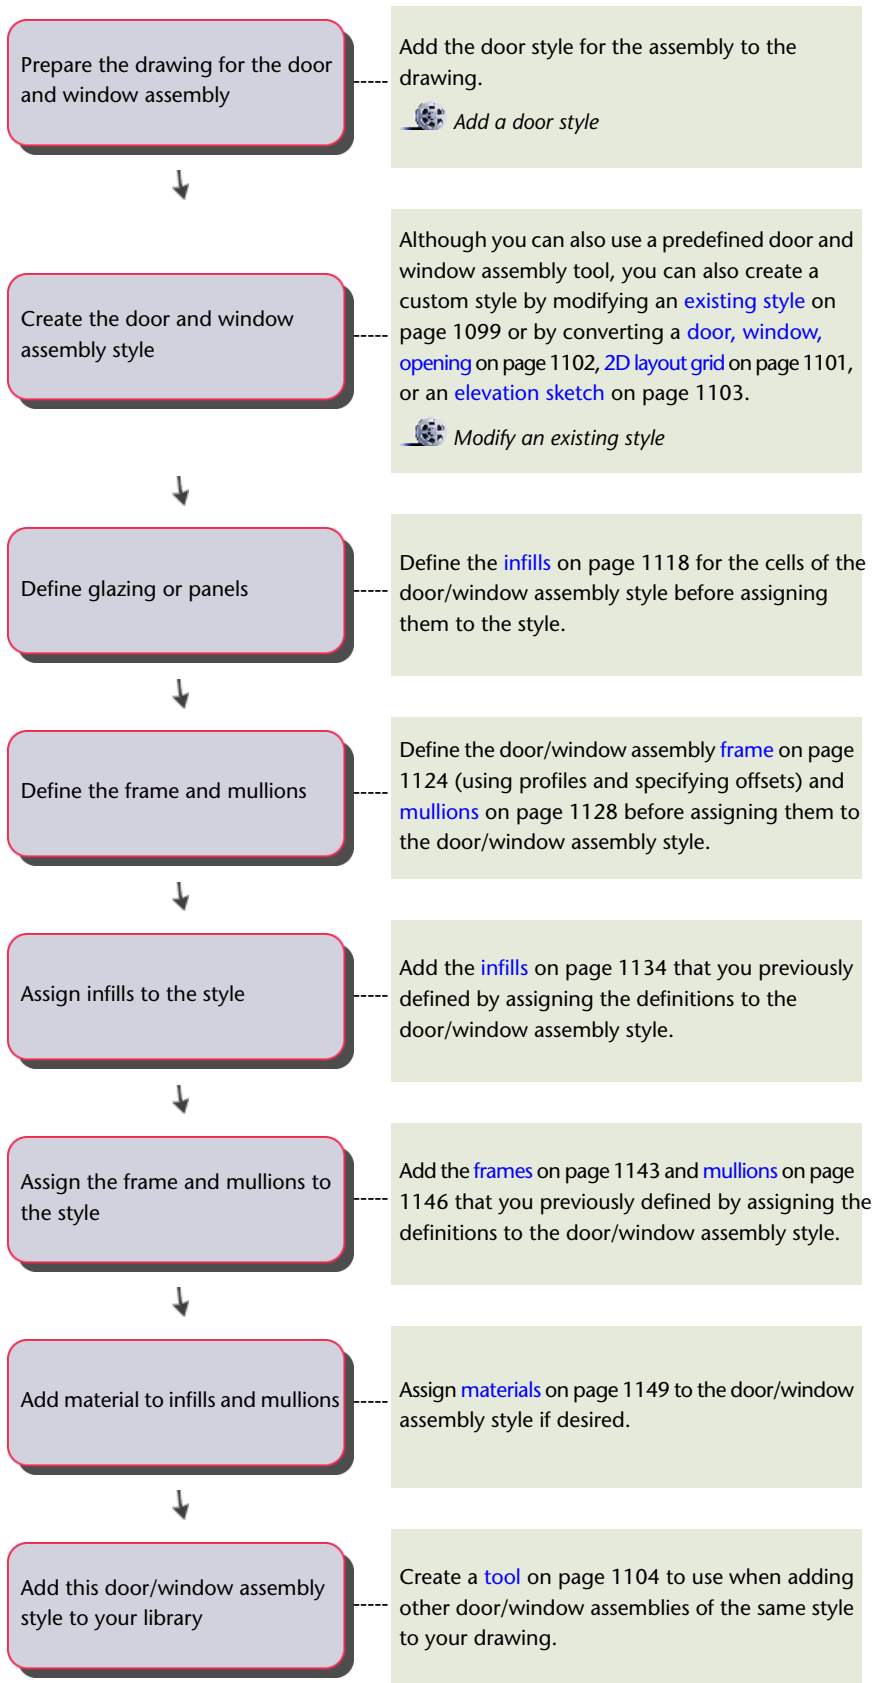 Prepare the drawing for the door
and window assembly
Add the door style for the assembly to the
drawing.
Add a door style
Create the door and window
assembly style
Although you can also use a predefined door and
window assembly tool, you can also create a
custom style by modifying an existing style on
page 1099 or by converting a door, window,
opening on page 1102, 2D layout grid on page 1101,
or an elevation sketch on page 1103.
Modify an existing style
Define glazing or panels
Define the infills on page 1118 for the cells of the
door/window assembly style before assigning
them to the style.
Define the frame and mullions
Define the door/window assembly frame on page
1124 (using profiles and specifying offsets) and
mullions on page 1128 before assigning them to
the door/window assembly style.
Assign infills to the style
Add the infills on page 1134 that you previously
defined by assigning the definitions to the
door/window assembly style.
Assign the frame and mullions to
the style
Add the frames on page 1143 and mullions on page
1146 that you previously defined by assigning the
definitions to the door/window assembly style.
Add material to infills and mullions
Assign materials on page 1149 to the door/window
assembly style if desired.
Add this door/window assembly
style to your library
Create a tool on page 1104 to use when adding
other door/window assemblies of the same style
to your drawing.